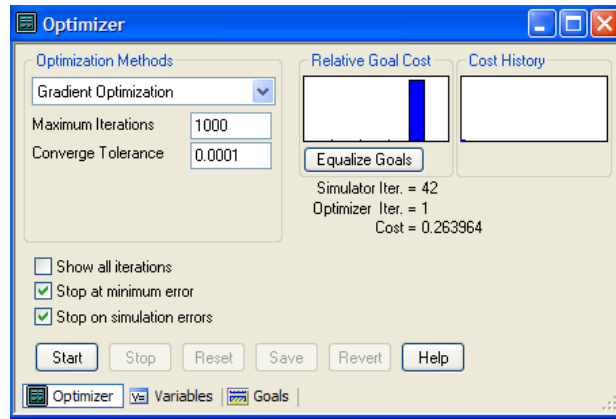 Optimizer
Optimization Methods
Gradient Optimization
Maximum Iterations 1000
Converge Tolerance 0.0001
Relative Goal Cost
Equalize Goals
Cost History
Simulator Iter. = 42
Optimizer Iter. = 1
Cost = 0.263964
Show all iterations
Stop at minimum error
Stop on simulation errors
Start Stop Reset Save Revert Help
Optimizer V= Variables Goals